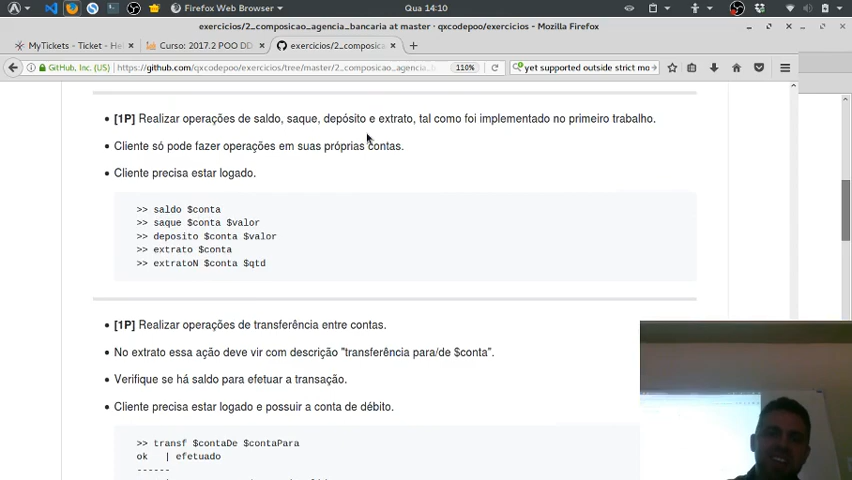 Firefox Web Browser
Qua 14:10
exercicios/2_composicao_agencia_bancaria at master · qxcodepoo/exercicios - Mozilla Firefox
MyTickets - Ticket - He
Curso: 2017.2 POO DD
exercicios/2_composica
GitHub, Inc. (US)
https://github.com/qxcodepoo/exercicios/tree/master/2_composicao_agencia_b
110%
yet supported outside strict mo
• [1P] Realizar operações de saldo, saque, depósito e extrato, tal como foi implementado no primeiro trabalho.
• Cliente só pode fazer operações em suas próprias contas.
• Cliente precisa estar logado.
>> saldo $conta
>> saque $conta $valor
>> deposito $conta $valor
>> extrato $conta
>> extratoN $conta $qtd
• [1P] Realizar operações de transferência entre contas.
• No extrato essa ação deve vir com descrição "transferência para/de $conta".
• Verifique se há saldo para efetuar a transação.
• Cliente precisa estar logado e possuir a conta de débito.
>> transf $contaDe $contaPara
ok | efetuado
------